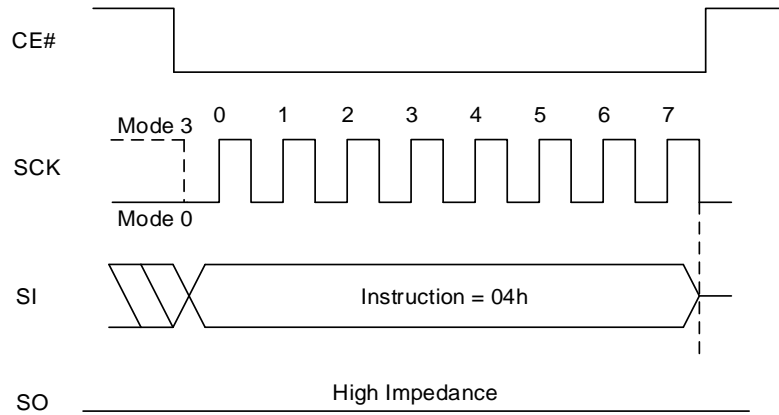 CE#
0 1 2 3 4 5 6 7
Mode 3
SCK
Mode 0
SI
Instruction = 04h
High Impedance
SO